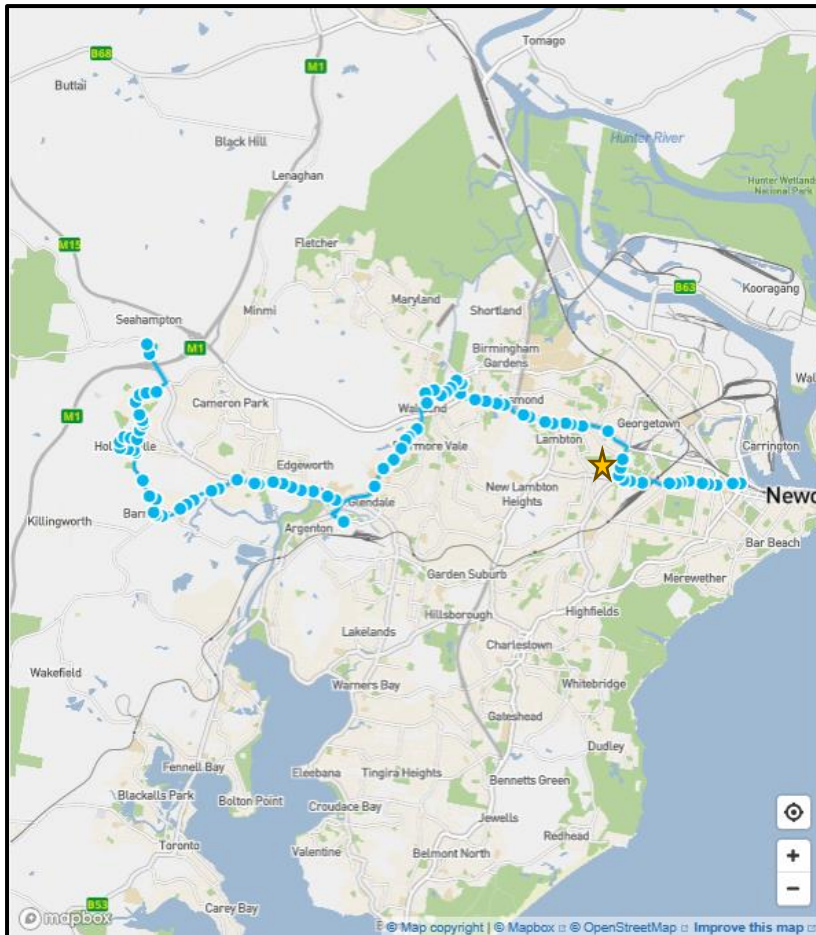 Tomago
B68
M1
Buttai
Black Hill
Hunter River
Lenaghan
Hunter Wetlands
National Park
Fletcher
M15
B63
Kooragang
Maryland
Shortland
Seahampton
Minmi
Birmingham
Gardens
M1
M1
Cameron Park
Georgetown
Carrington
Lambton
Edgeworth
New Lambton
Heights
Newc
Killingworth
Glendale
Argenton
Bar Beach
Garden Suburb
Merewether
Highfields
Hillsborough
Lakelands
Charlestown
Wakefield
Warners Bay
Whitebridge
Gateshead
Dudley
Fennell Bay
Eleebana
Tingira Heights
Bennetts Green
Blackalls Park
Bolton Point
Croudace Bay
Jewells
Redhead
Toronto
Valentine
Belmont North
B53
Carey Bay
mapbox
© Map copyright | © Mapbox © OpenStreetMap Improve this map